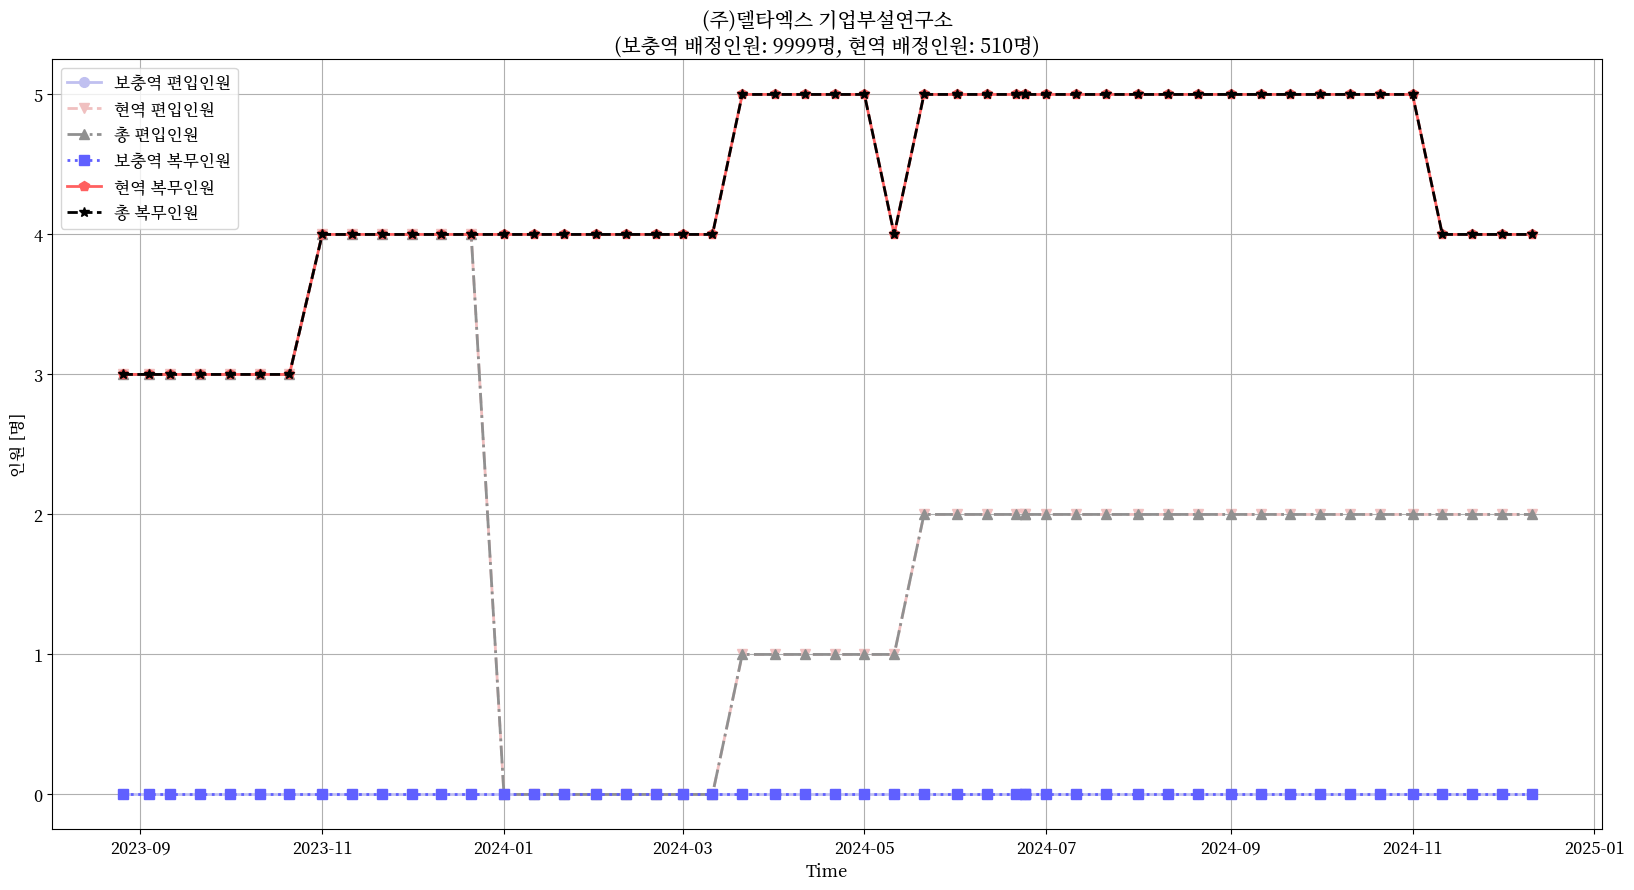 (주)델타엑스 기업부설연구소
(보충역 배정인원: 9999명, 현역 배정인원: 510명)
보충역 편입인원
현역 편입인원
총 편입인원
보충역 복무인원
현역 복무인원
총 복무인원
인원 [명]
5
4
3
2
1
0
2023-09
2023-11
2024-01
2024-03
2024-05
2024-07
2024-09
2024-11
2025-01
Time